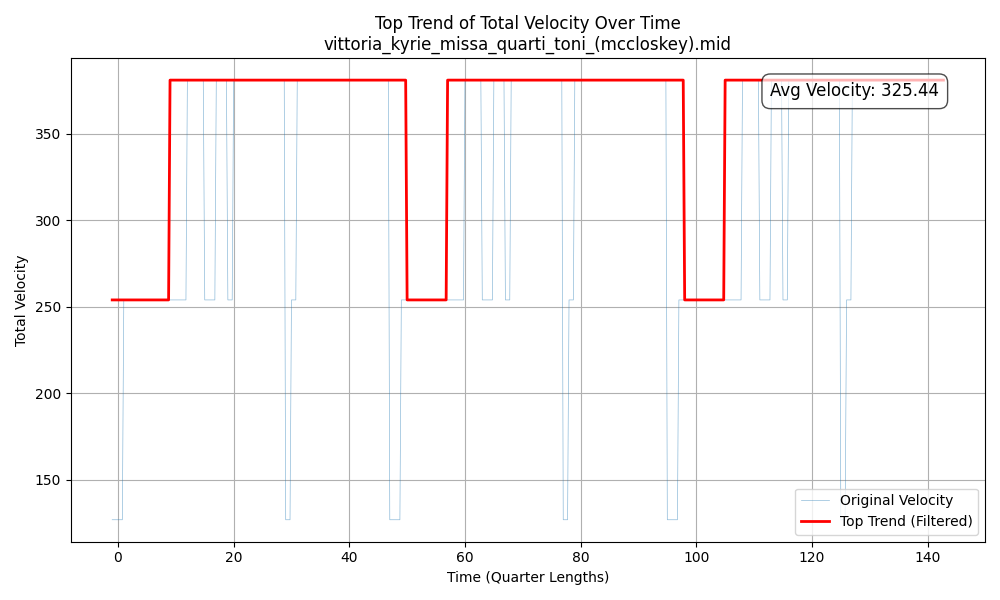 Top Trend of Total Velocity Over Time
vittoria_kyrie_missa_quarti_toni_(mccloskey).mid
Avg Velocity: 325.44
350
300
250
200
150
Total Velocity
0 20 40 60 80 100 120 140
Time (Quarter Lengths)
Original Velocity
Top Trend (Filtered)